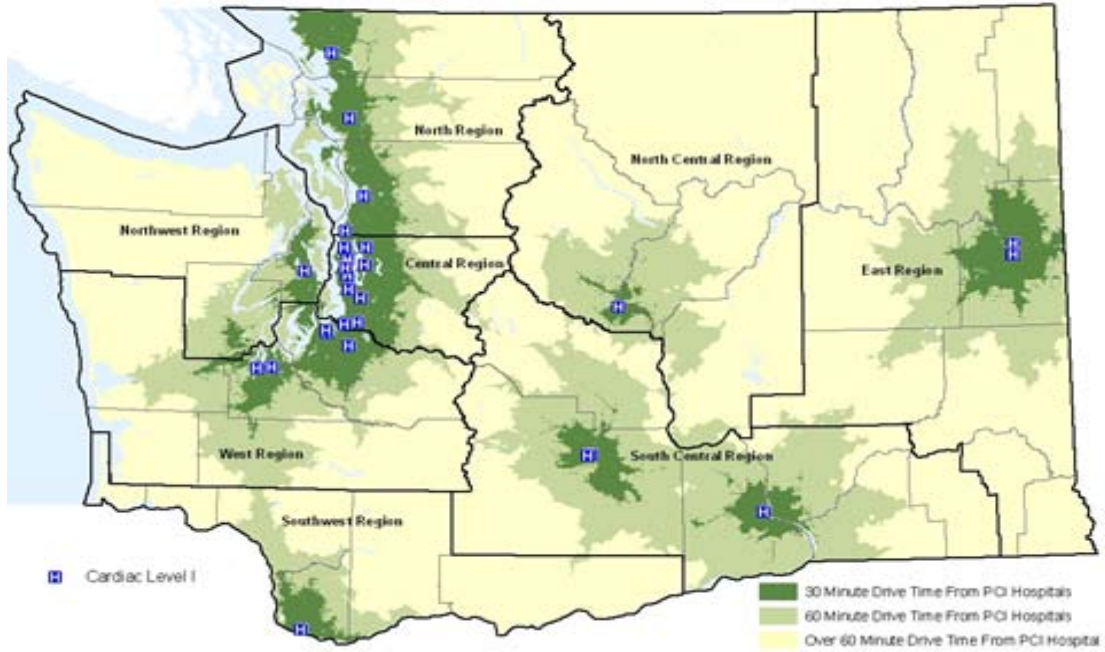 North Region
North Central Region
Northwest Region
Central Region
East Region
West Region
South Central Region
Southwest Region
H Cardiac Level I
30 Minute Drive Time From PCI Hospitals
60 Minute Drive Time From PCI Hospitals
Over 60 Minute Drive Time From PCI Hospital